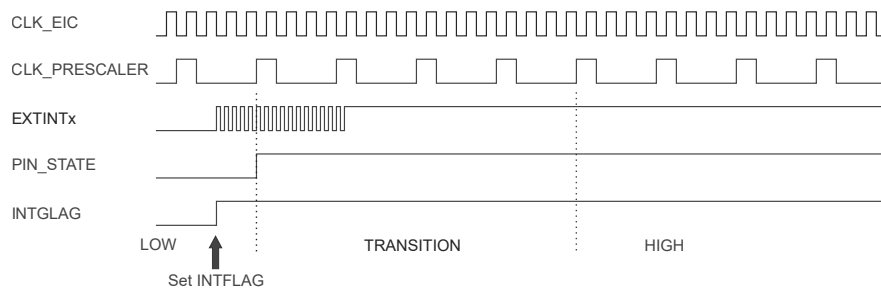 CLK_EIC
CLK_PRESCALER
EXTINTx
PIN_STATE
INTGLAG
LOW TRANSITION HIGH
Set INTFLAG